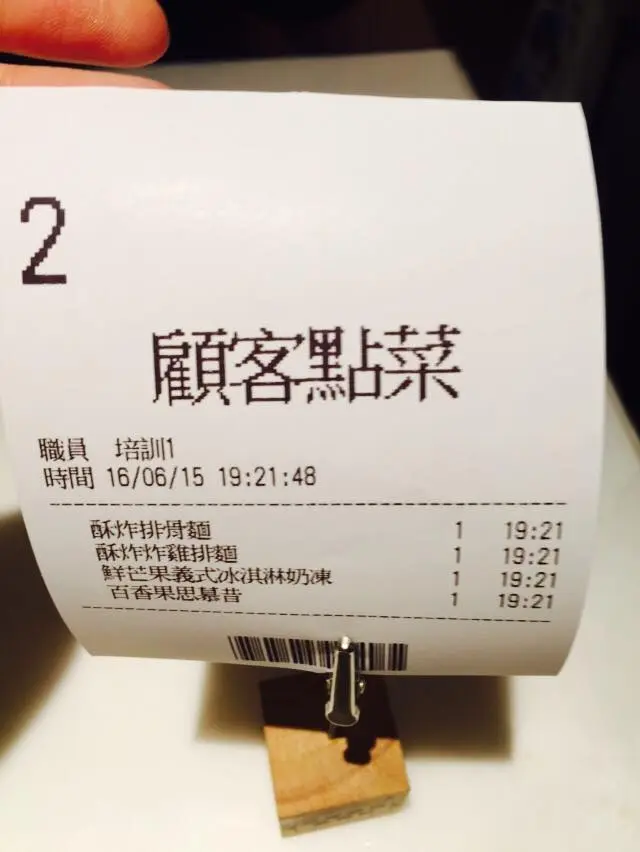 2
顧客點菜
職員 培訓1
時間 16/06/15 19:21:48
酥炸排骨麵 1 19:21
酥炸炸雞排麵 1 19:21
鮮芒果義式冰淇淋奶凍 1 19:21
百香果思慕昔 1 19:21